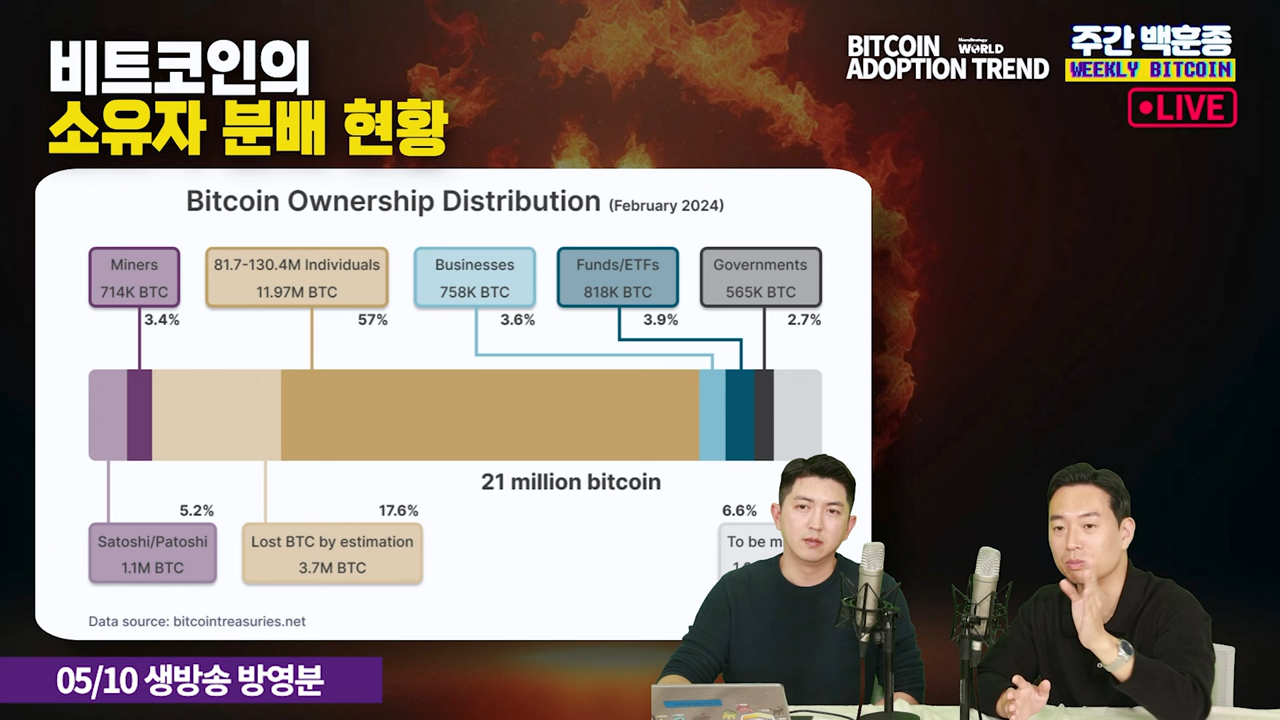 비트코인의
소유자 분배 현황
BITCOIN
WORLD
ADOPTION TREND
주간 백훈종
WEEKLY BITCOIN
LIVE
Bitcoin Ownership Distribution (February 2024)
Miners
714K BTC
3.4%
81.7-130.4M Individuals
11.97M BTC
57%
Businesses
758K BTC
3.6%
Funds/ETFs
818K BTC
3.9%
Governments
565K BTC
2.7%
21 million bitcoin
5.2%
Satoshi/Patoshi
1.1M BTC
17.6%
Lost BTC by estimation
3.7M BTC
6.6%
To be m
Data source: bitcointreasuries.net
05/10 생방송 방영분